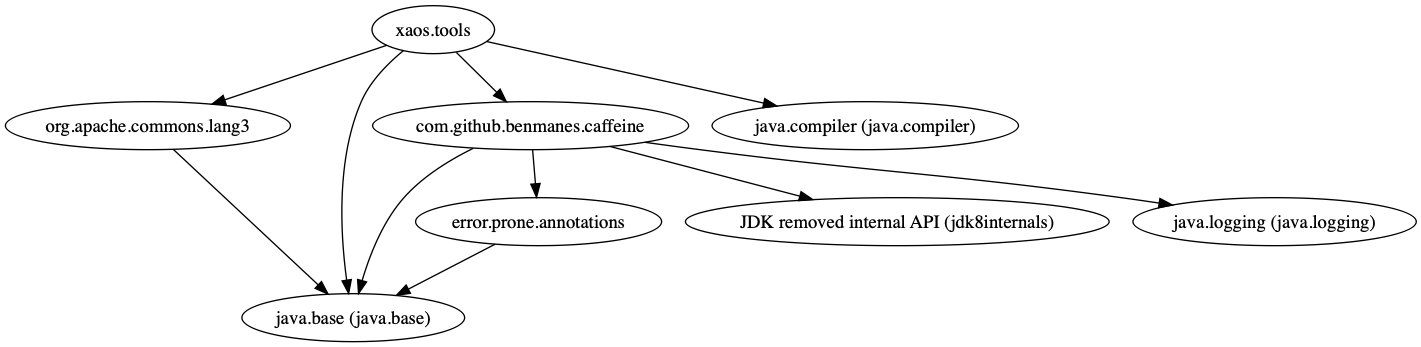 xaos.tools
org.apache.commons.lang3
com.github.benmanes.caffeine
java.compiler (java.compiler)
error.prone.annotations
JDK removed internal API (jdk8internals)
java.logging (java.logging)
java.base (java.base)